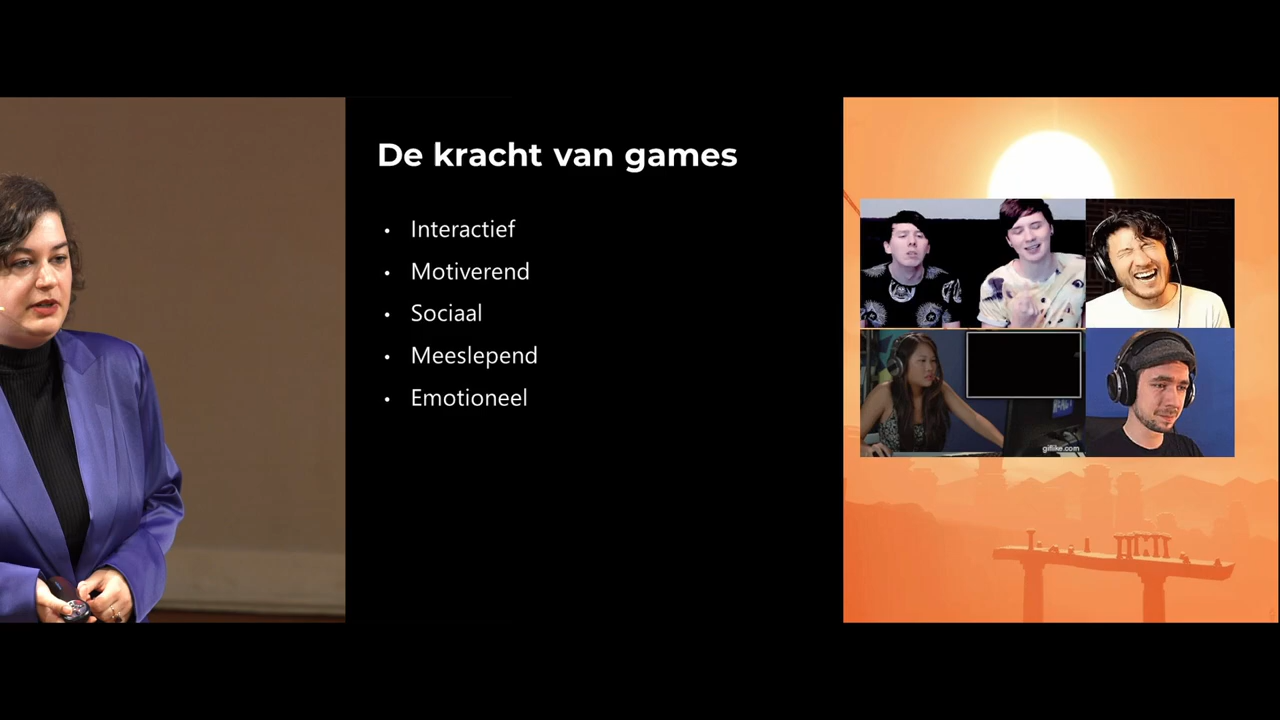 De kracht van games
• Interactief
• Motiverend
• Sociaal
• Meeslepend
• Emotioneel
giflike.com